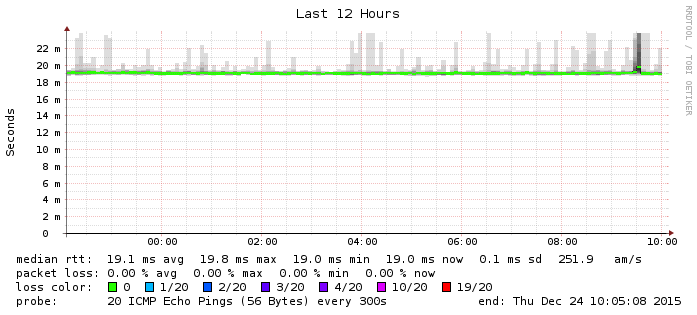 Last 12 Hours
RRDTOOL / TOBI OETIKER
Seconds
22 m
20 m
18 m
16 m
14 m
12 m
10 m
8 m
6 m
4 m
2 m
0
00:00 02:00 04:00 06:00 08:00 10:00
median rtt: 19.1 ms avg 19.8 ms max 19.0 ms min 19.0 ms now 0.1 ms sd 251.9 am/s
packet loss: 0.00 % avg 0.00 % max 0.00 % min 0.00 % now
loss color: 0 1/20 2/20 3/20 4/20 10/20 19/20
probe: 20 ICMP Echo Pings (56 Bytes) every 300s end: Thu Dec 24 10:05:08 2015